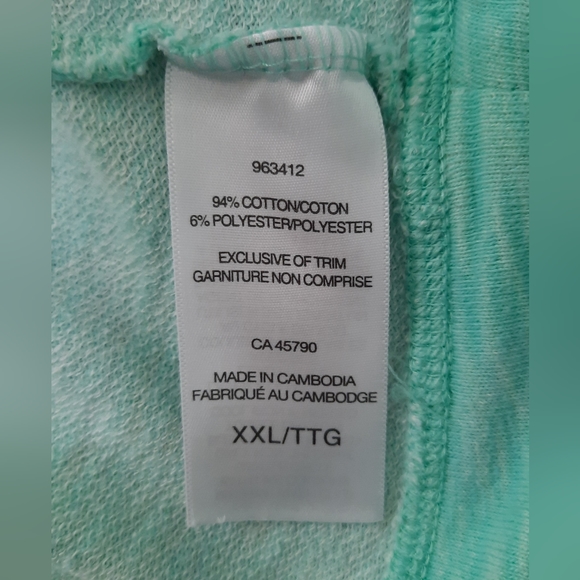 963412
94% COTTON/COTON
6% POLYESTER/POLYESTER
EXCLUSIVE OF TRIM
GARNITURE NON COMPRISE
CA 45790
MADE IN CAMBODIA
FABRIQUÉ AU CAMBODGE
XXL/TTG